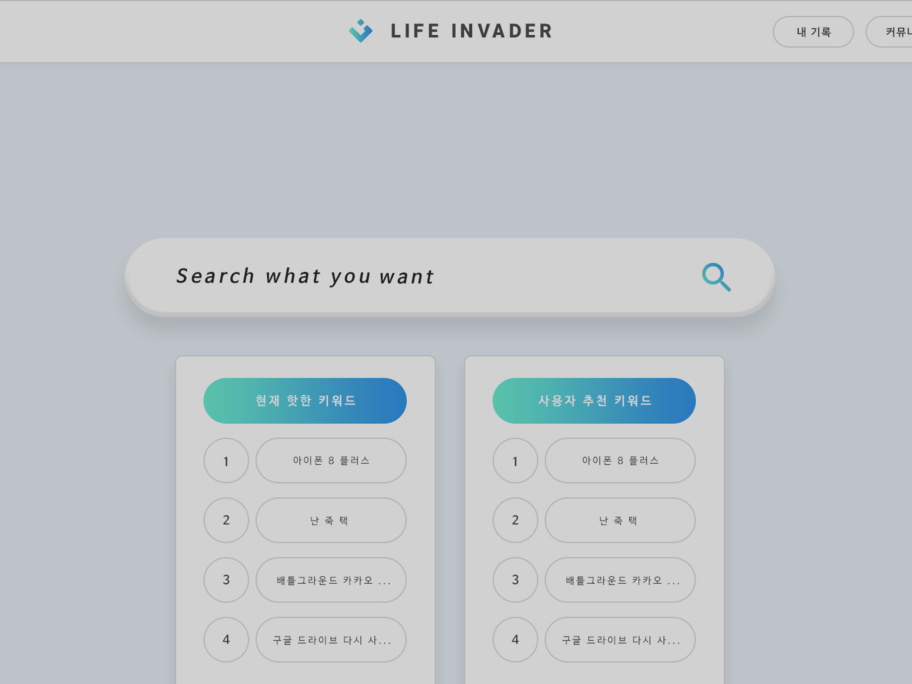 LIFE INVADER
내 기록
커뮤니
Search what you want
현재 핫한 키워드
1 아이폰 8 플러스
2 난 죽 택
3 배틀그라운드 카카오 ...
4 구글 드라이브 다시 사...
사용자 추천 키워드
1 아이폰 8 플러스
2 난 죽 택
3 배틀그라운드 카카오 ...
4 구글 드라이브 다시 사...